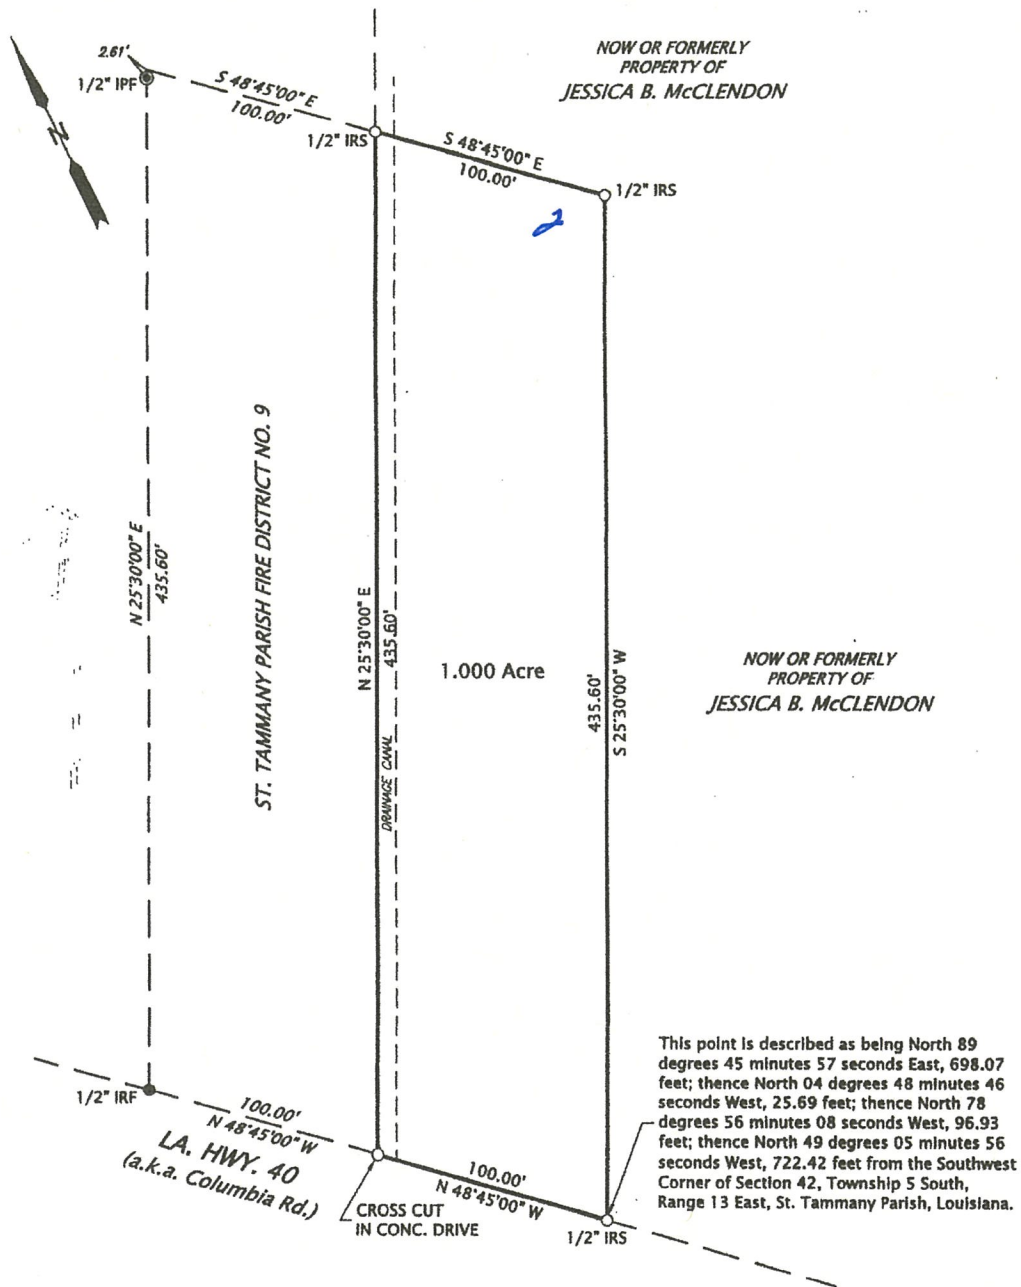 NOW OR FORMERLY
PROPERTY OF
JESSICA B. McCLENDON
2.61'
1/2" IPF
S 48°45'00" E
100.00'
1/2" IRS
S 48°45'00" E
100.00'
1/2" IRS
2
N
ST. TAMMANY PARISH FIRE DISTRICT NO. 9
N 25°30'00" E
435.60'
N 25°30'00" E
435.60'
DRAINAGE CANAL
1.000 Acre
435.60'
S 25°30'00" W
NOW OR FORMERLY
PROPERTY OF
JESSICA B. McCLENDON
This point is described as being North 89
degrees 45 minutes 57 seconds East, 698.07
feet; thence North 04 degrees 48 minutes 46
seconds West, 25.69 feet; thence North 78
degrees 56 minutes 08 seconds West, 96.93
feet; thence North 49 degrees 05 minutes 56
seconds West, 722.42 feet from the Southwest
Corner of Section 42, Township 5 South,
Range 13 East, St. Tammany Parish, Louisiana.
1/2" IRF
100.00'
N 48°45'00" W
LA. HWY. 40
(a.k.a. Columbia Rd.)
CROSS CUT
IN CONC. DRIVE
100.00'
N 48°45'00" W
1/2" IRS